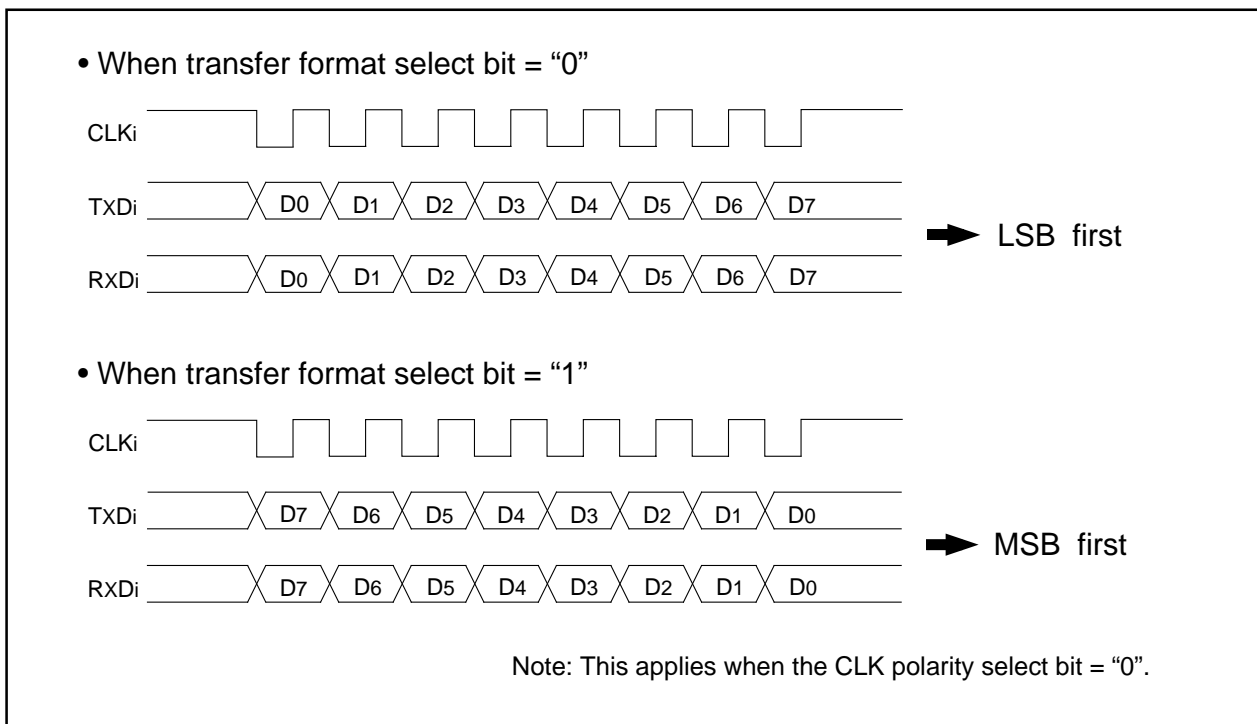 • When transfer format select bit = “0”
CLKi
TXDi D0 D1 D2 D3 D4 D5 D6 D7
RXDi D0 D1 D2 D3 D4 D5 D6 D7
LSB first
• When transfer format select bit = “1”
CLKi
TXDi D7 D6 D5 D4 D3 D2 D1 D0
RXDi D7 D6 D5 D4 D3 D2 D1 D0
MSB first
Note: This applies when the CLK polarity select bit = “0”.